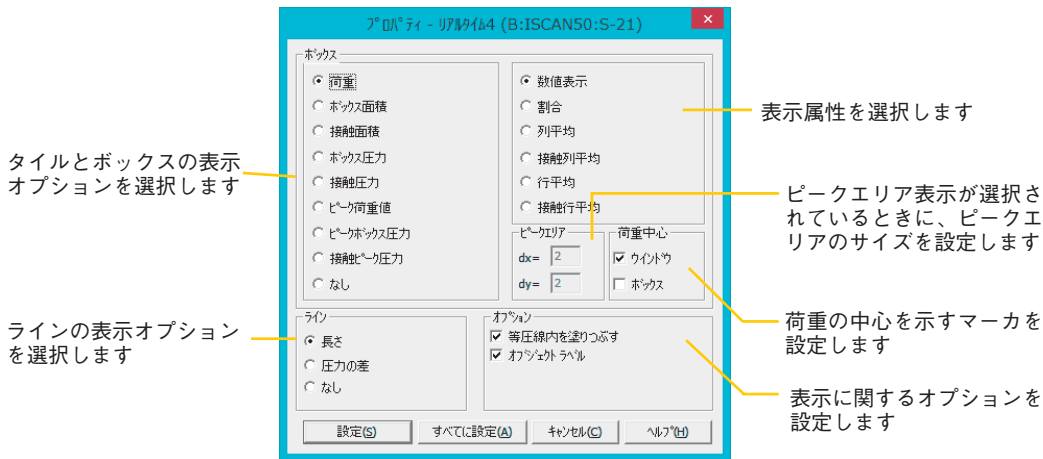 ﾌﾟﾛﾊﾟﾃｨ - ﾘｱﾙﾀｲﾑ4 (B:ISCAN50:S-21)
ﾎﾞｯｸｽ
荷重
ﾎﾞｯｸｽ面積
接触面積
ﾎﾞｯｸｽ圧力
接触圧力
ﾋﾟｰｸ荷重値
ﾋﾟｰｸﾎﾞｯｸｽ圧力
接触ﾋﾟｰｸ圧力
なし
数値表示
割合
列平均
接触列平均
行平均
接触行平均
ﾋﾟｰｸｴﾘｱ
dx= 2
dy= 2
荷重中心
ｳｲﾝﾄﾞｳ
ﾎﾞｯｸｽ
ﾗｲﾝ
長さ
圧力の差
なし
ｵﾌﾟｼｮﾝ
等圧線内を塗りつぶす
ｵﾌﾞｼﾞｪｸﾄ ﾗﾍﾞﾙ
設定(S)
すべてに設定(A)
ｷｬﾝｾﾙ(C)
ﾍﾙﾌﾟ(H)
タイルとボックスの表示
オプションを選択します
ラインの表示オプション
を選択します
表示属性を選択します
ピークエリア表示が選択さ
れているときに、ピークエ
リアのサイズを設定します
荷重の中心を示すマーカを
設定します
表示に関するオプションを
設定します